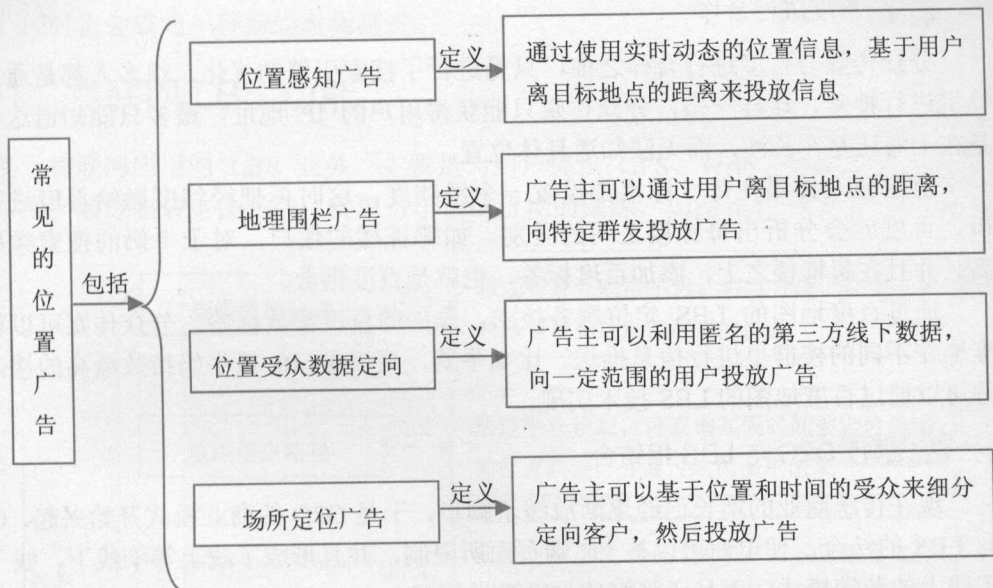 常见的位置广告
包括
位置感知广告
定义
通过使用实时动态的位置信息，基于用户
离目标地点的距离来投放信息
地理围栏广告
定义
广告主可以通过用户离目标地点的距离，
向特定群发投放广告
位置受众数据定向
定义
广告主可以利用匿名的第三方线下数据，
向一定范围的用户投放广告
场所定位广告
定义
广告主可以基于位置和时间的受众来细分
定向客户，然后投放广告